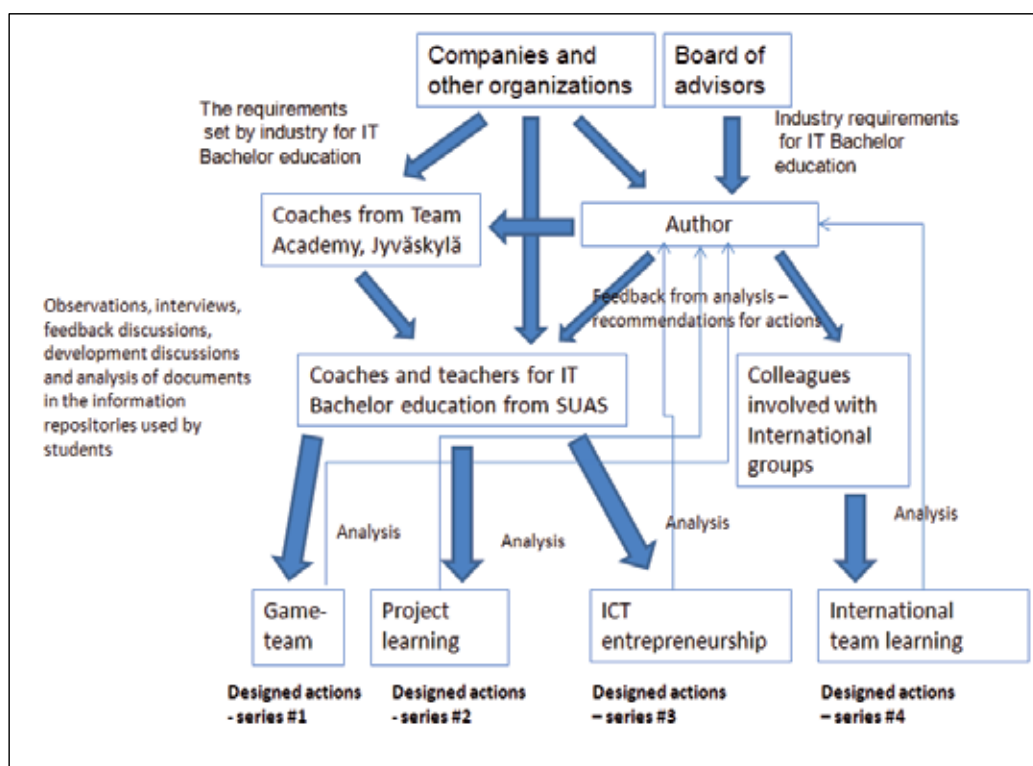 Companies and
other organizations
Board of
advisors
The requirements
set by industry for IT
Bachelor education
Industry requirements
for IT Bachelor
education
Coaches from Team
Academy, Jyväskylä
Author
Observations, interviews,
feedback discussions,
development discussions
and analysis of documents
in the information
repositories used by
students
Feedback from analysis –
recommendations for actions
Coaches and teachers for IT
Bachelor education from SUAS
Colleagues
involved with
International
groups
Analysis
Analysis
Analysis
Analysis
Game-
team
Project
learning
ICT
entrepreneurship
International
team learning
Designed actions
- series #1
Designed actions
- series #2
Designed actions
– series #3
Designed actions
– series #4